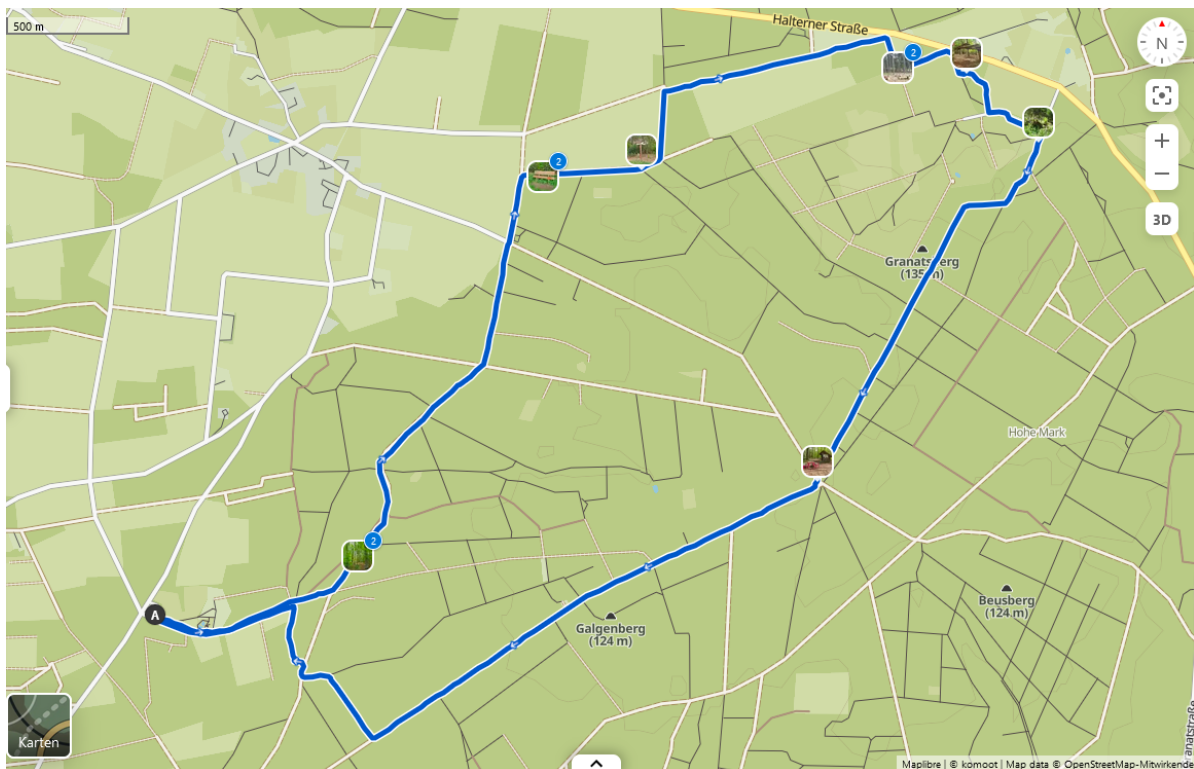 500 m
Halterner Straße
N
2
2
3D
Granatsberg
(135 m)
Hohe Mark
2
A
Beusberg
(124 m)
Galgenberg
(124 m)
Karten
anatstraße
Maplibre | © komoot | Map data © OpenStreetMap-Mitwirkende